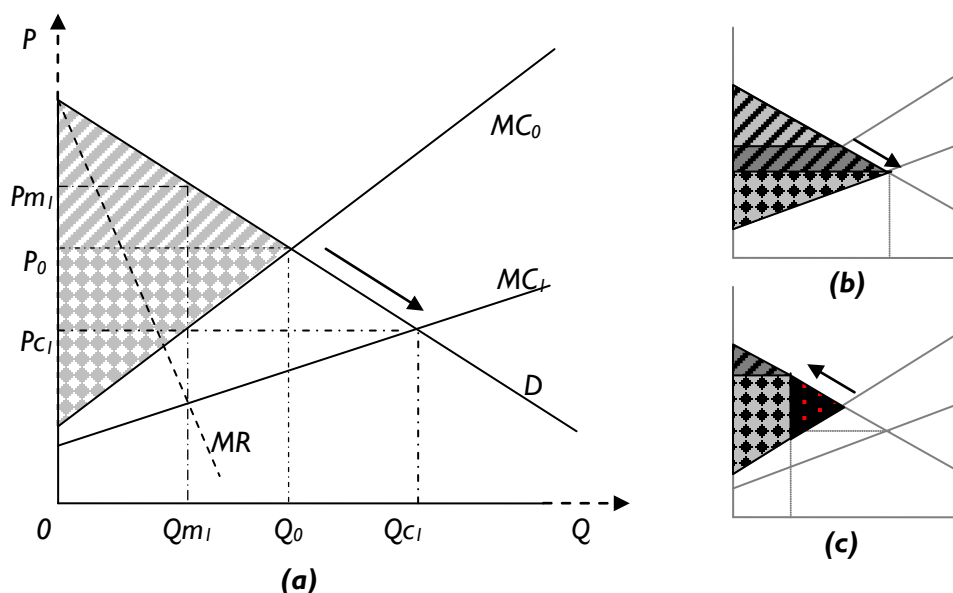 P
MC₀
Pm₁
P₀
MC₁
Pc₁
D
MR
0
Qm₁
Q₀
Qc₁
Q
(a)
(b)
(c)